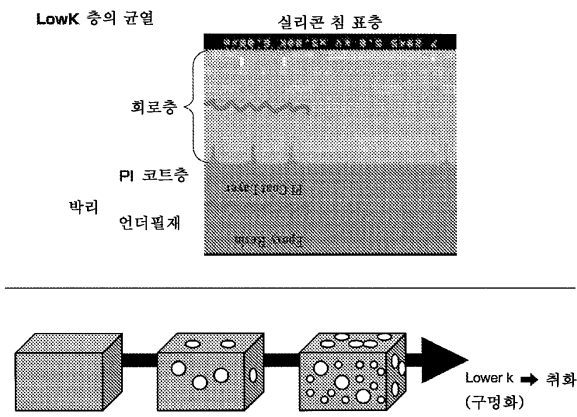 LowK 층의 균열
실리콘 침 표층
회로층
PI 코트층
PI Coat Layer
박리
언더필재
Epoxy Resin
Lower k ➡ 취화
(구멍화)